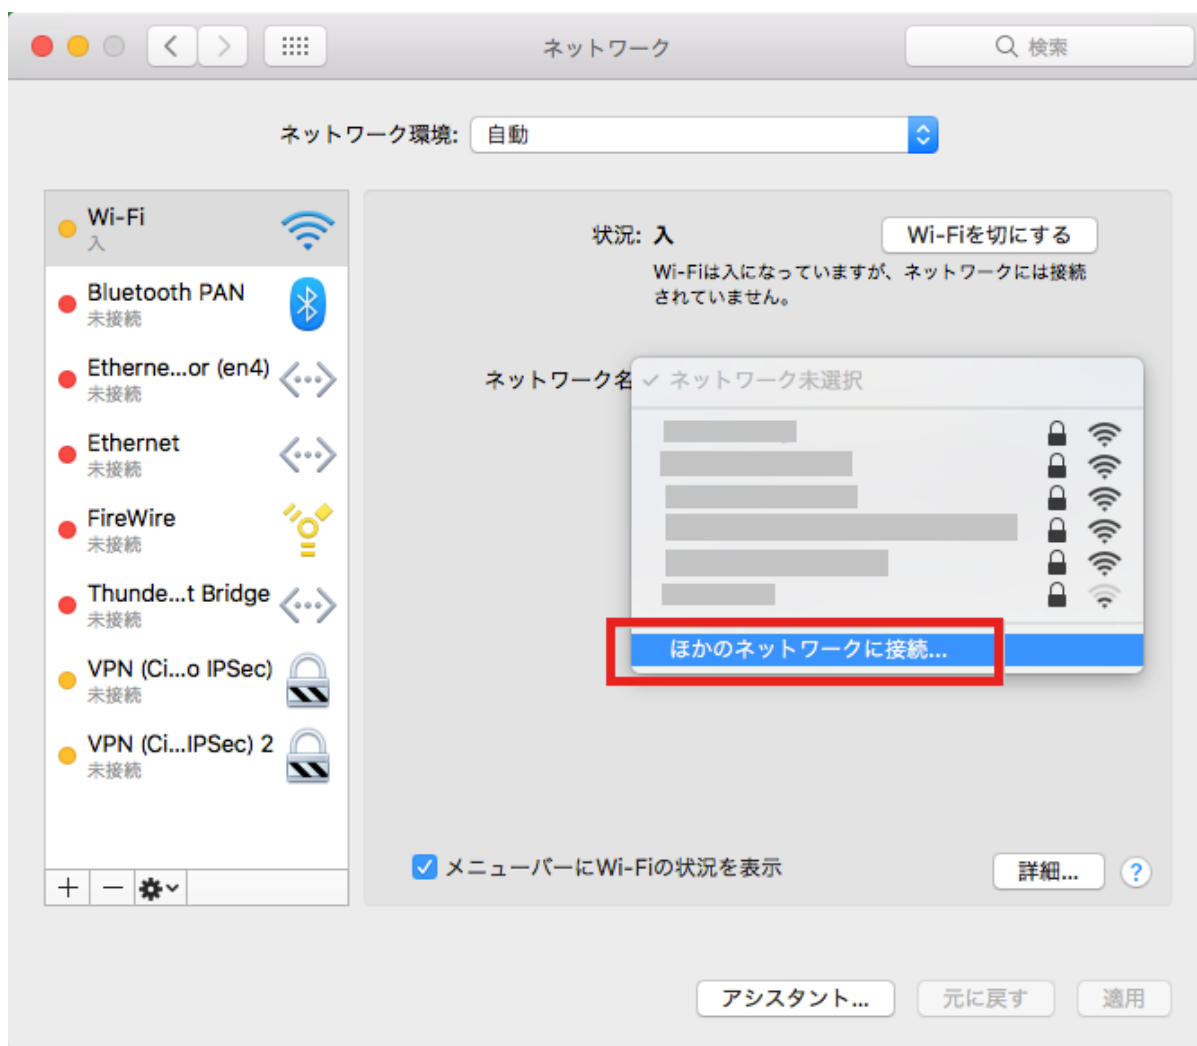 ネットワーク
検索
ネットワーク環境: 自動
Wi-Fi
入
Bluetooth PAN
未接続
Etherne...or (en4)
未接続
Ethernet
未接続
FireWire
未接続
Thunde...t Bridge
未接続
VPN (Ci...o IPSec)
未接続
VPN (Ci...IPSec) 2
未接続
状況: 入
Wi-Fiを切にする
Wi-Fiは入になっていますが、ネットワークには接続
されていません。
ネットワーク名
ネットワーク未選択
ほかのネットワークに接続...
メニューバーにWi-Fiの状況を表示
詳細...
?
アシスタント...
元に戻す
適用